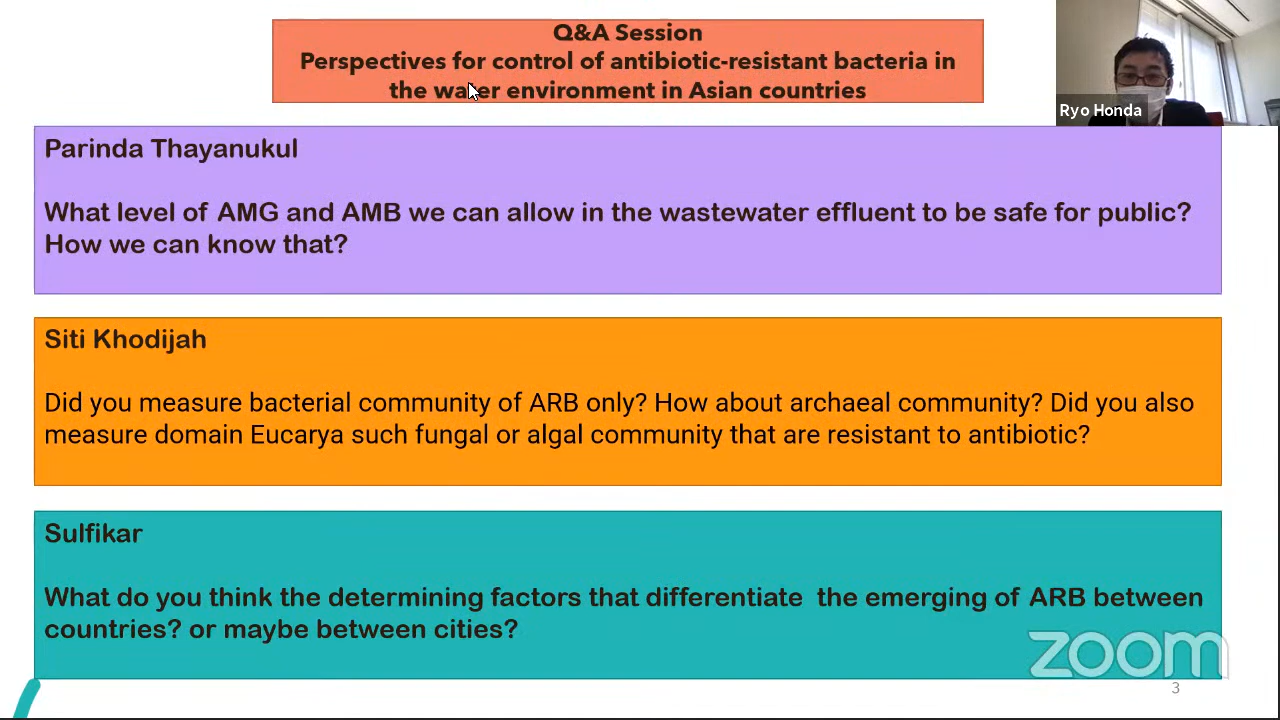 Q&A Session
Perspectives for control of antibiotic-resistant bacteria in
the water environment in Asian countries
Ryo Honda
Parinda Thayanukul
What level of AMG and AMB we can allow in the wastewater effluent to be safe for public?
How we can know that?
Siti Khodijah
Did you measure bacterial community of ARB only? How about archaeal community? Did you also
measure domain Eucarya such fungal or algal community that are resistant to antibiotic?
Sulfikar
What do you think the determining factors that differentiate the emerging of ARB between
countries? or maybe between cities?
zoom
3